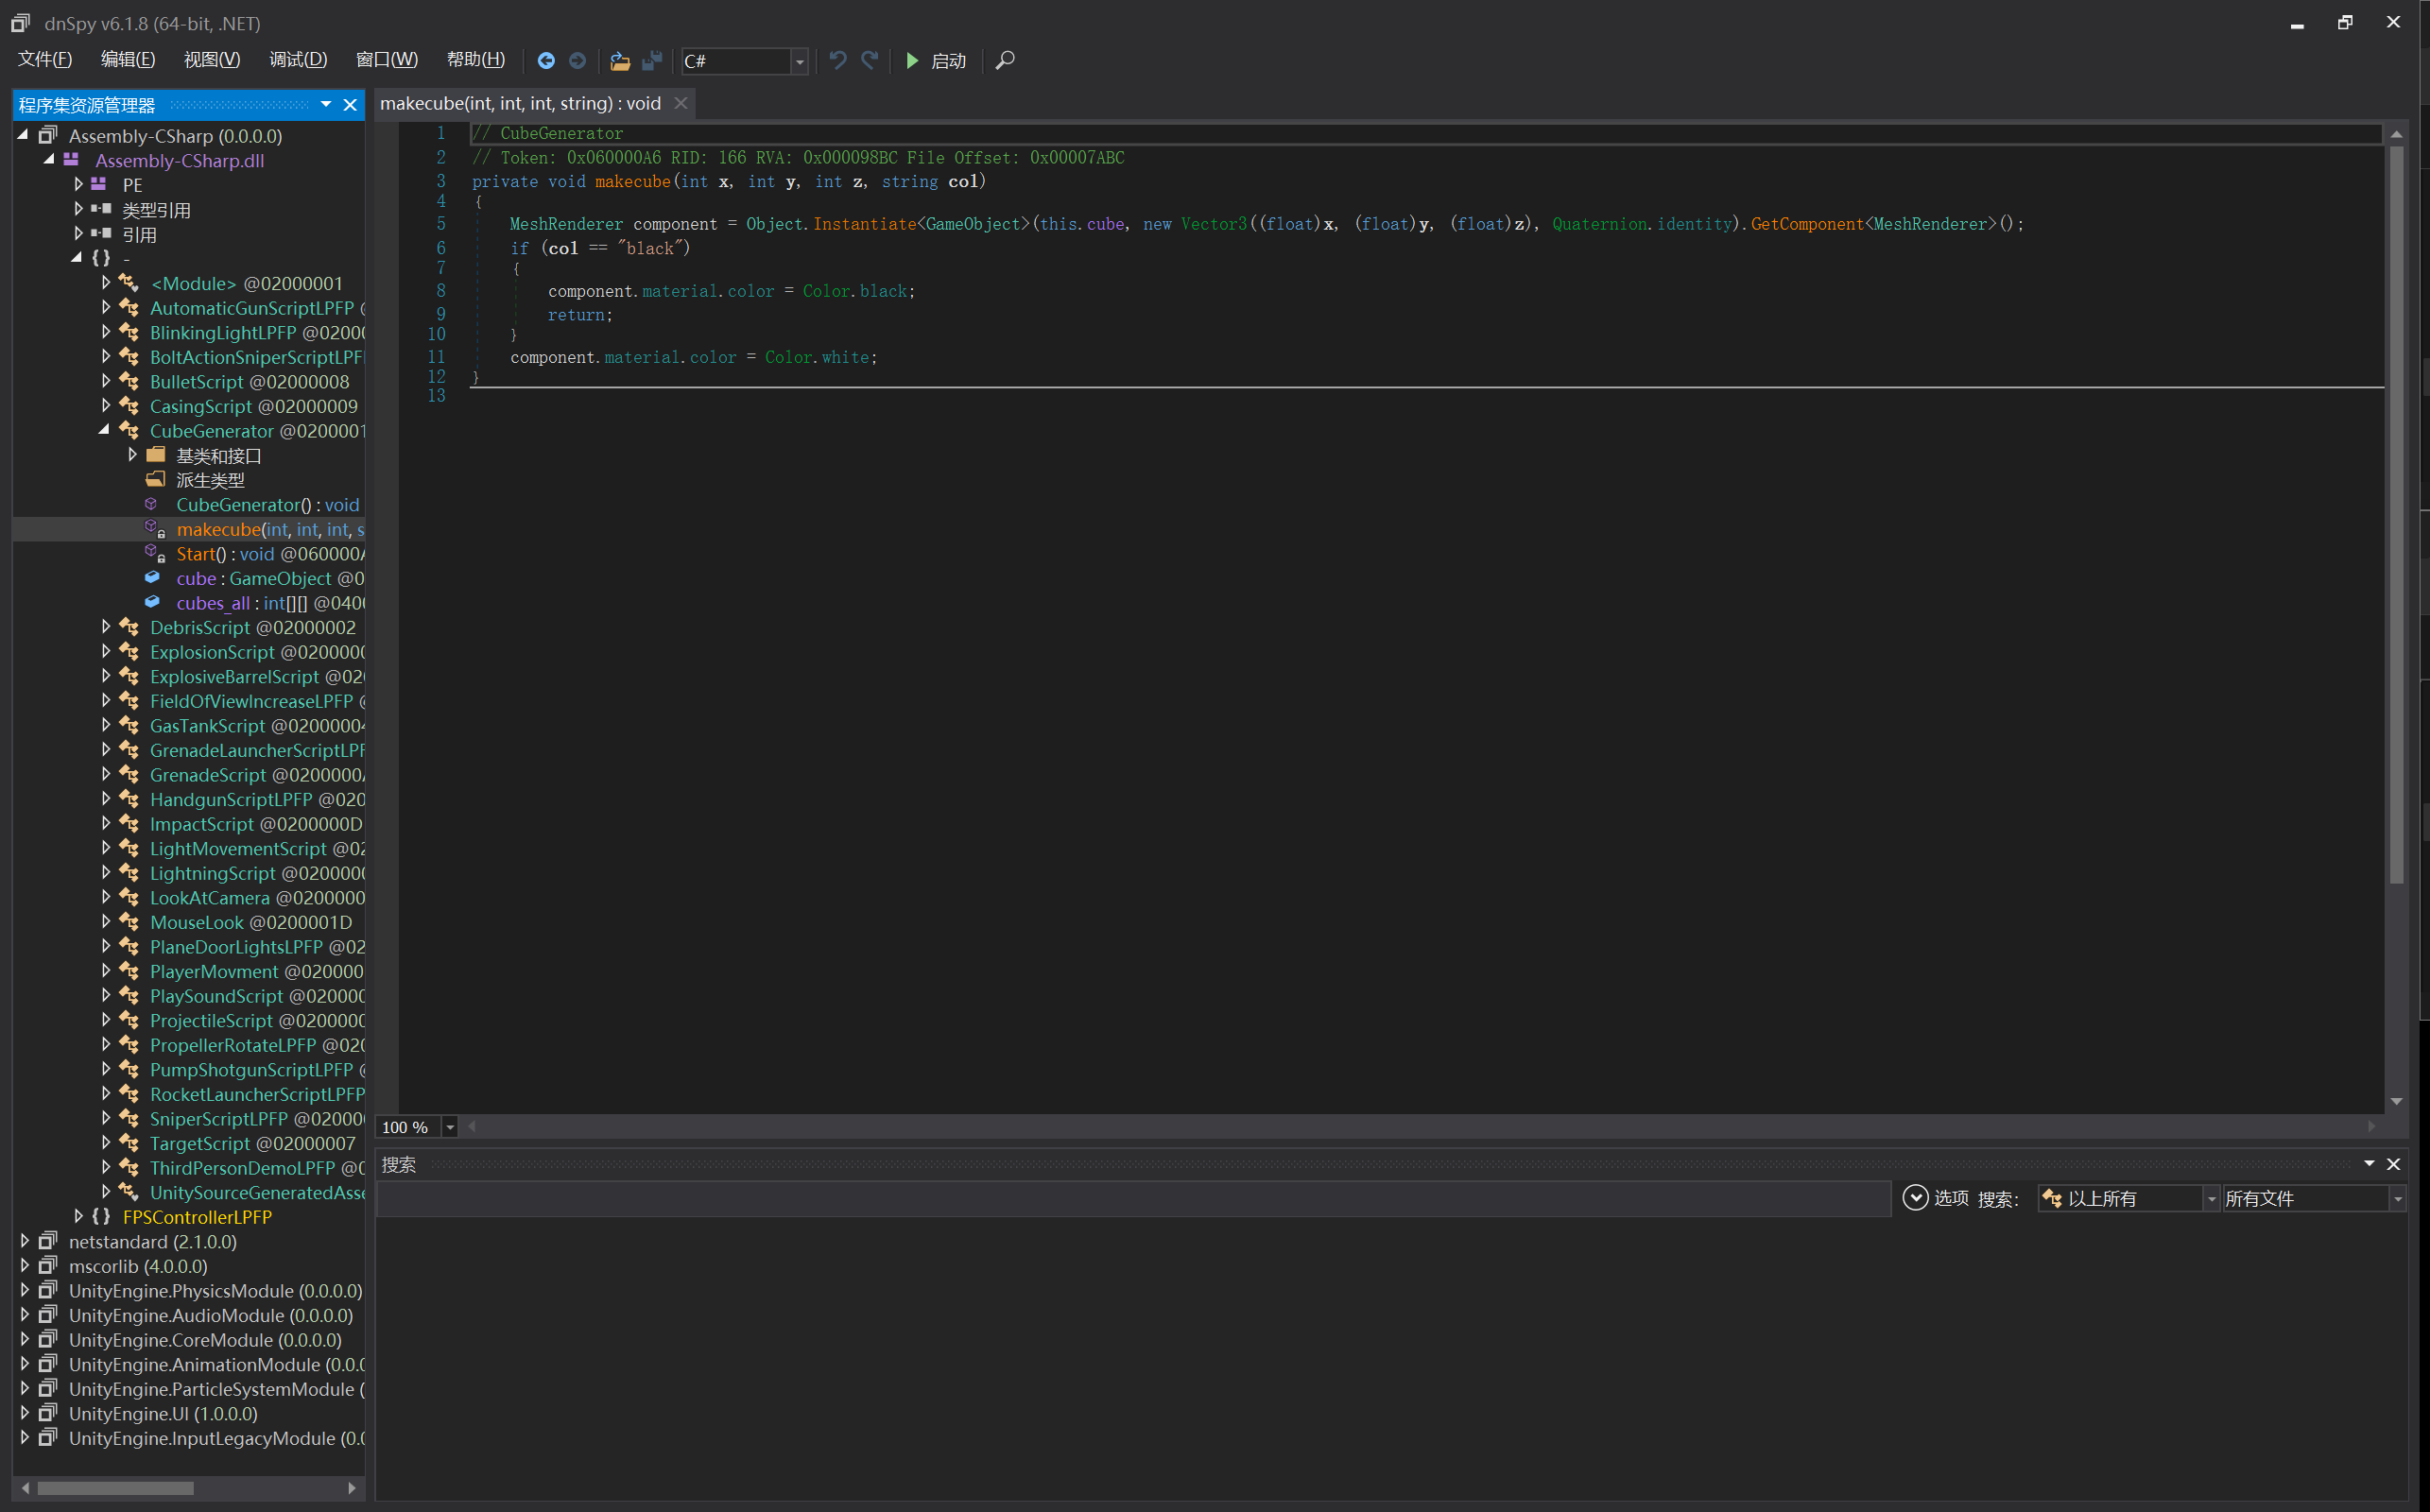 dnSpy v6.1.8 (64-bit, .NET)
文件(F) 编辑(E) 视图(V) 调试(D) 窗口(W) 帮助(H) C# 启动
程序集资源管理器
Assembly-CSharp (0.0.0.0)
Assembly-CSharp.dll
PE
类型引用
引用
{} -
<Module> @02000001
AutomaticGunScriptLPFP @
BlinkingLightLPFP @0200
BoltActionSniperScriptLPF
BulletScript @02000008
CasingScript @02000009
CubeGenerator @0200001
基类和接口
派生类型
CubeGenerator() : void
makecube(int, int, int, s
Start() : void @060000A
cube : GameObject @0
cubes_all : int[][] @040
DebrisScript @02000002
ExplosionScript @0200000
ExplosiveBarrelScript @02
FieldOfViewIncreaseLPFP @
GasTankScript @02000004
GrenadeLauncherScriptLPF
GrenadeScript @0200000A
HandgunScriptLPFP @020
ImpactScript @0200000D
LightMovementScript @02
LightningScript @0200000
LookAtCamera @0200000
MouseLook @0200001D
PlaneDoorLightsLPFP @02
PlayerMovment @020000
PlaySoundScript @020000
ProjectileScript @0200000
PropellerRotateLPFP @020
PumpShotgunScriptLPFP @
RocketLauncherScriptLPFP
SniperScriptLPFP @02000
TargetScript @02000007
ThirdPersonDemoLPFP @0
UnitySourceGeneratedAsse
{} FPSControllerLPFP
netstandard (2.1.0.0)
mscorlib (4.0.0.0)
UnityEngine.PhysicsModule (0.0.0.0)
UnityEngine.AudioModule (0.0.0.0)
UnityEngine.CoreModule (0.0.0.0)
UnityEngine.AnimationModule (0.0.0
UnityEngine.ParticleSystemModule (
UnityEngine.UI (1.0.0.0)
UnityEngine.InputLegacyModule (0.0
makecube(int, int, int, string) : void
1 // CubeGenerator
2 // Token: 0x060000A6 RID: 166 RVA: 0x000098BC File Offset: 0x00007ABC
3 private void makecube(int x, int y, int z, string col)
4 {
5 MeshRenderer component = Object.Instantiate<GameObject>(this.cube, new Vector3((float)x, (float)y, (float)z), Quaternion.identity).GetComponent<MeshRenderer>();
6 if (col == "black")
7 {
8 component.material.color = Color.black;
9 return;
10 }
11 component.material.color = Color.white;
12 }
13
100 %
搜索
选项 搜索: 以上所有 所有文件